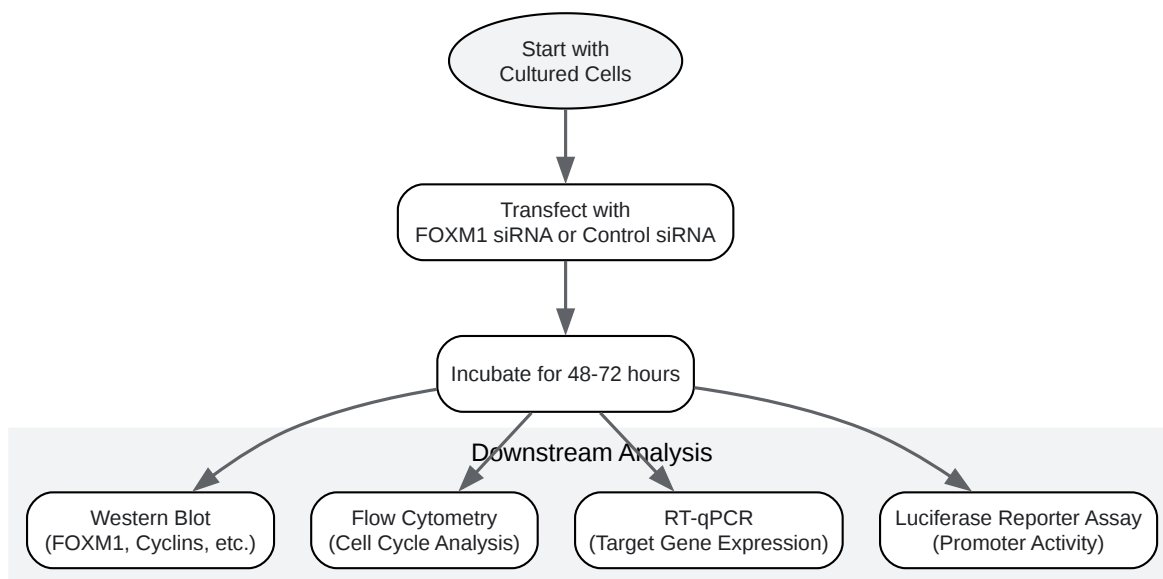 Start with
Cultured Cells
Transfect with
FOXM1 siRNA or Control siRNA
Incubate for 48-72 hours
Downstream Analysis
Western Blot
(FOXM1, Cyclins, etc.)
Flow Cytometry
(Cell Cycle Analysis)
RT-qPCR
(Target Gene Expression)
Luciferase Reporter Assay
(Promoter Activity)